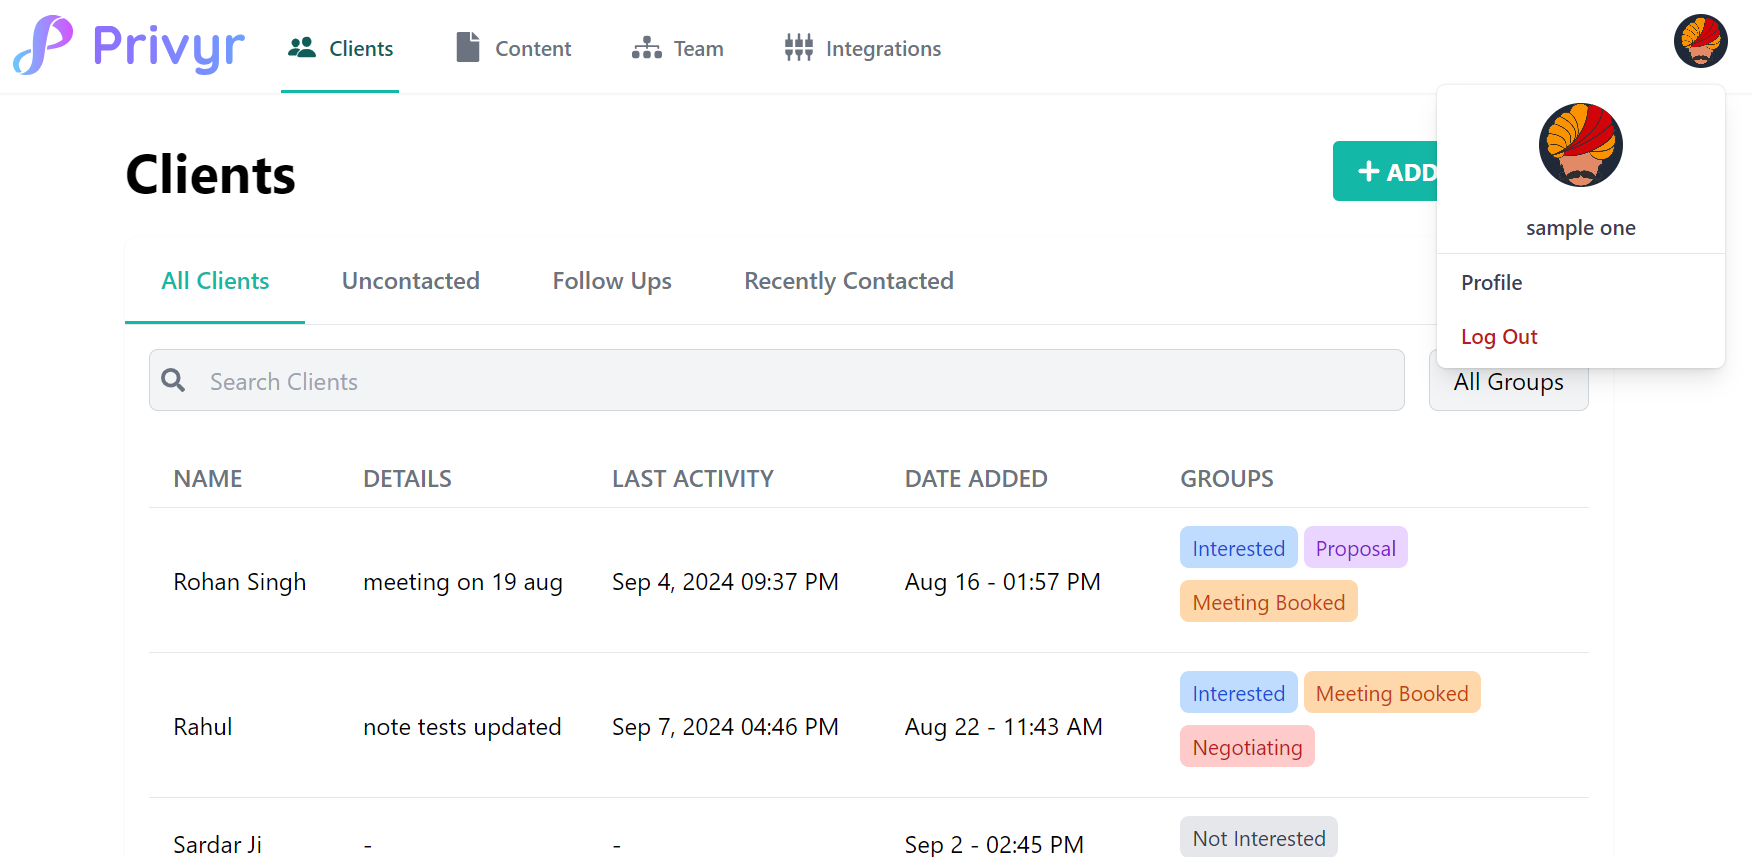 Privyr Clients Content Team Integrations
Clients
+ ADD
sample one
Profile
Log Out
All Clients Uncontacted Follow Ups Recently Contacted
Search Clients All Groups
NAME DETAILS LAST ACTIVITY DATE ADDED GROUPS
Rohan Singh meeting on 19 aug Sep 4, 2024 09:37 PM Aug 16 - 01:57 PM Interested Proposal
Meeting Booked
Rahul note tests updated Sep 7, 2024 04:46 PM Aug 22 - 11:43 AM Interested Meeting Booked
Negotiating
Sardar Ji - - Sep 2 - 02:45 PM Not Interested